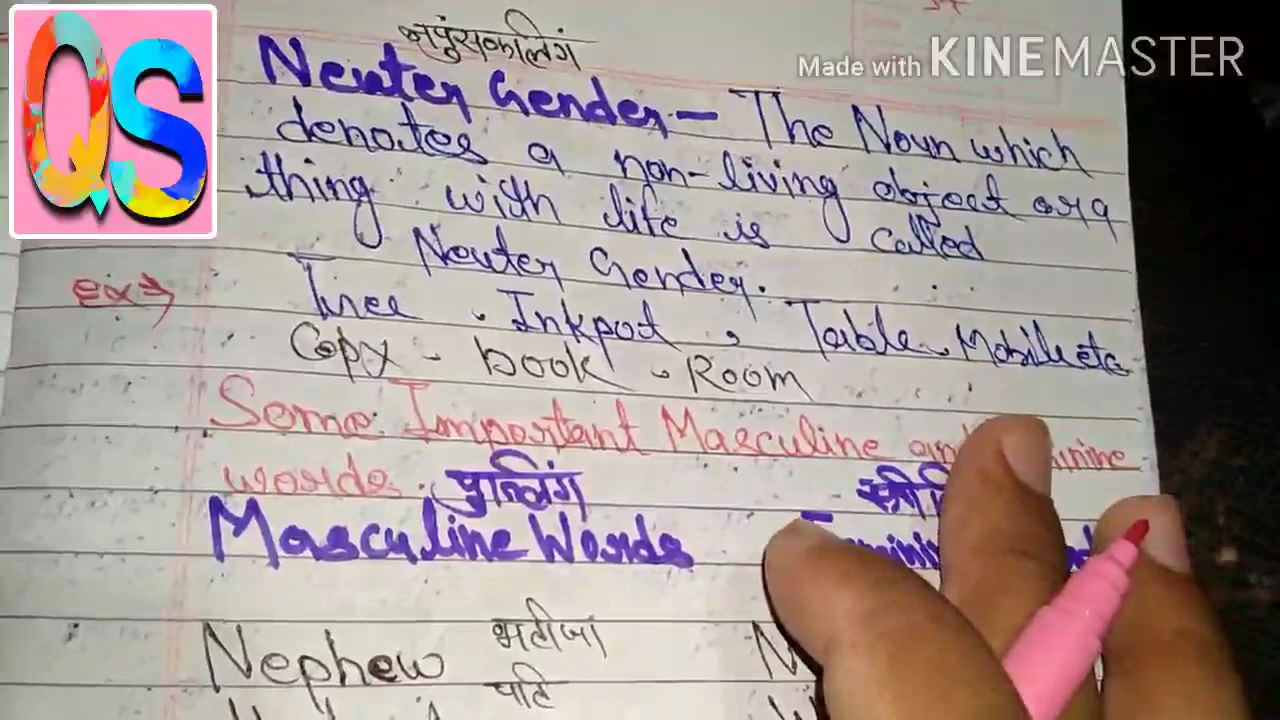 QS
Made with KINEMASTER
नपुंसकलिगं
Neuter Gender - The Noun which
denotes a non-living object or a
thing with life is called
Neuter Gender.
ex → Tree . Inkpot , Table , Mobile etc
Copy - book . Room
Some Important Masculine and
words . पुल्लिंग
Masculine Words
Nephew भतीजा
पति